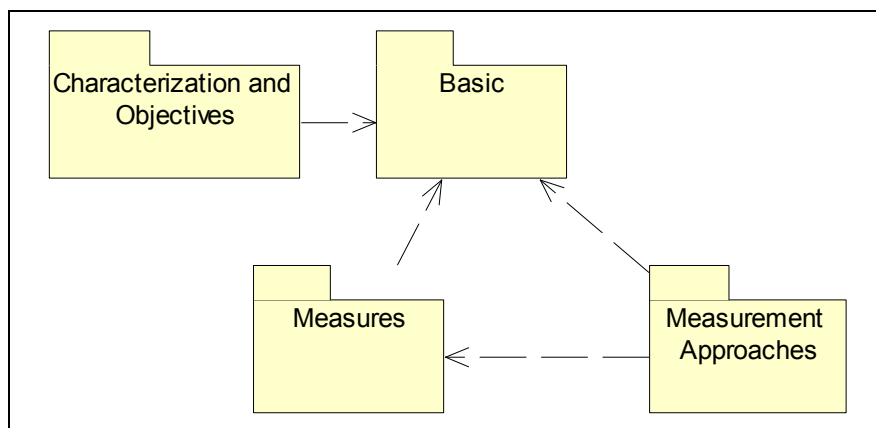 Characterization and
Objectives
Basic
Measures
Measurement
Approaches